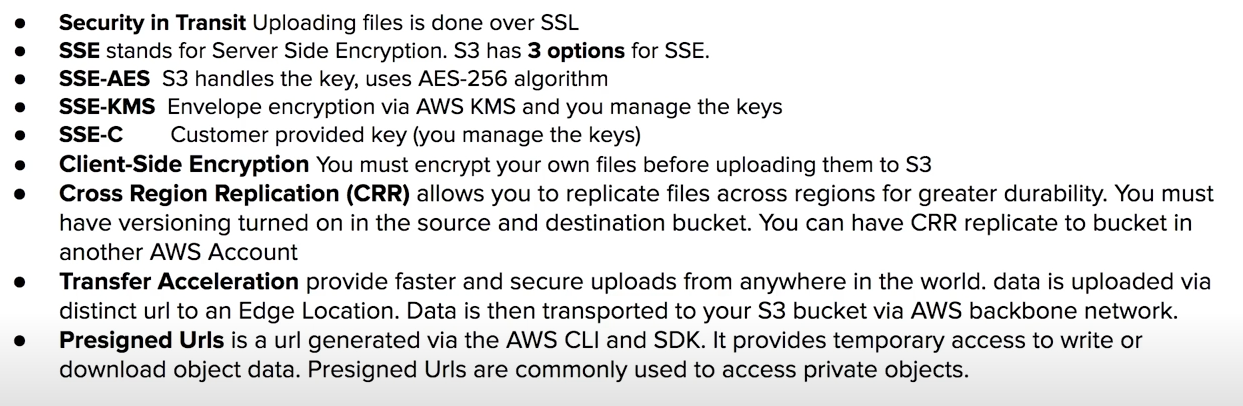 ● Security in Transit Uploading files is done over SSL
● SSE stands for Server Side Encryption. S3 has 3 options for SSE.
● SSE-AES S3 handles the key, uses AES-256 algorithm
● SSE-KMS Envelope encryption via AWS KMS and you manage the keys
● SSE-C Customer provided key (you manage the keys)
● Client-Side Encryption You must encrypt your own files before uploading them to S3
● Cross Region Replication (CRR) allows you to replicate files across regions for greater durability. You must
have versioning turned on in the source and destination bucket. You can have CRR replicate to bucket in
another AWS Account
● Transfer Acceleration provide faster and secure uploads from anywhere in the world. data is uploaded via
distinct url to an Edge Location. Data is then transported to your S3 bucket via AWS backbone network.
● Presigned Urls is a url generated via the AWS CLI and SDK. It provides temporary access to write or
download object data. Presigned Urls are commonly used to access private objects.